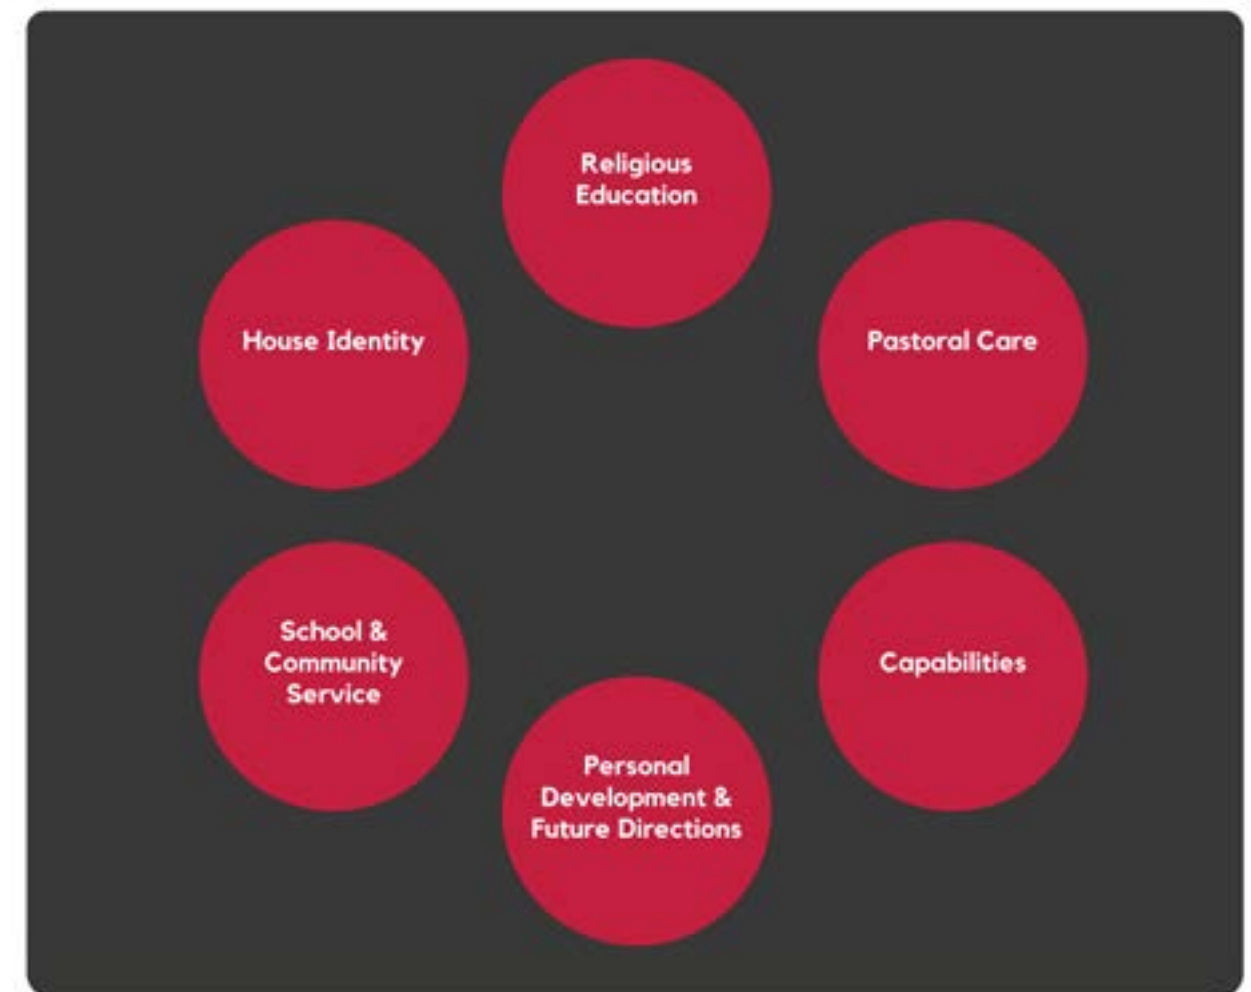 Religious
Education
House Identity
Pastoral Care
School &
Community
Service
Capabilities
Personal
Development &
Future Directions